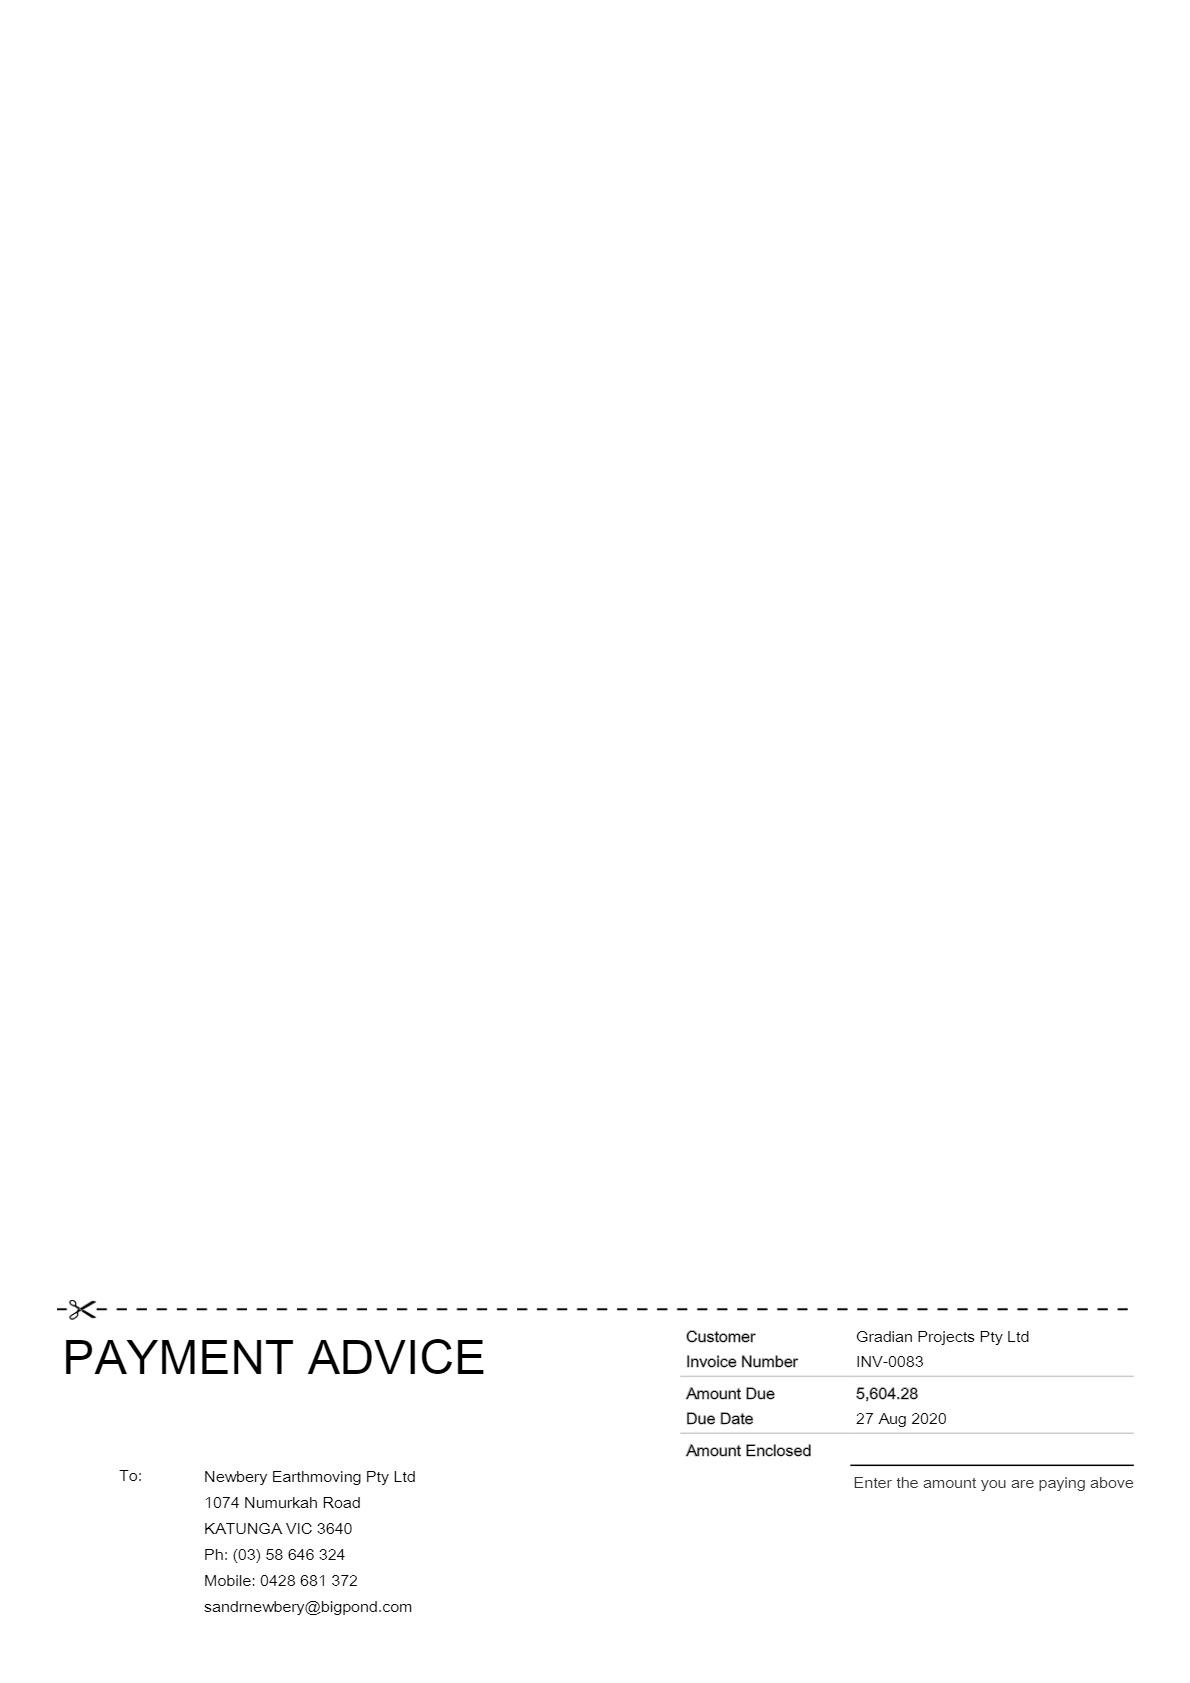 PAYMENT ADVICE
To:
Newbery Earthmoving Pty Ltd
1074 Numurkah Road
KATUNGA VIC 3640
Ph: (03) 58 646 324
Mobile: 0428 681 372
sandrnewbery@bigpond.com
Customer Gradian Projects Pty Ltd
Invoice Number INV-0083
Amount Due 5,604.28
Due Date 27 Aug 2020
Amount Enclosed
Enter the amount you are paying above